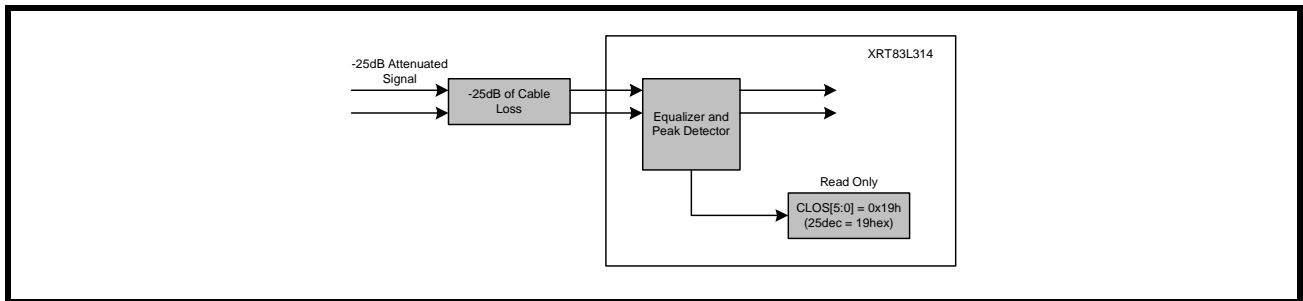 XRT83L314
-25dB Attenuated
Signal
-25dB of Cable
Loss
Equalizer and
Peak Detector
Read Only
CLOS[5:0] = 0x19h
(25dec = 19hex)